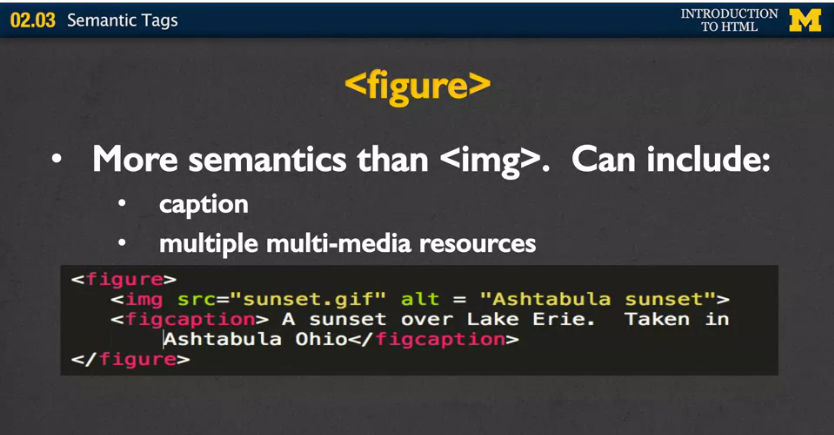 02.03 Semantic Tags
INTRODUCTION
TO HTML
M
<figure>
• More semantics than <img>. Can include:
• caption
• multiple multi-media resources
<figure>
<img src="sunset.gif" alt = "Ashtabula sunset">
<figcaption> A sunset over Lake Erie. Taken in
Ashtabula Ohio</figcaption>
</figure>